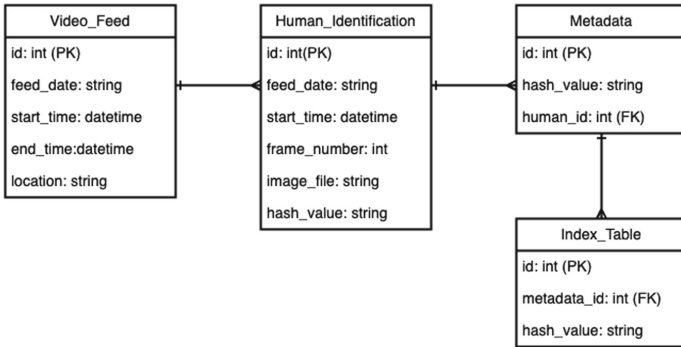 Video_Feed
id: int (PK)
feed_date: string
start_time: datetime
end_time:datetime
location: string
Human_Identification
id: int(PK)
feed_date: string
start_time: datetime
frame_number: int
image_file: string
hash_value: string
Metadata
id: int (PK)
hash_value: string
human_id: int (FK)
Index_Table
id: int (PK)
metadata_id: int (FK)
hash_value: string